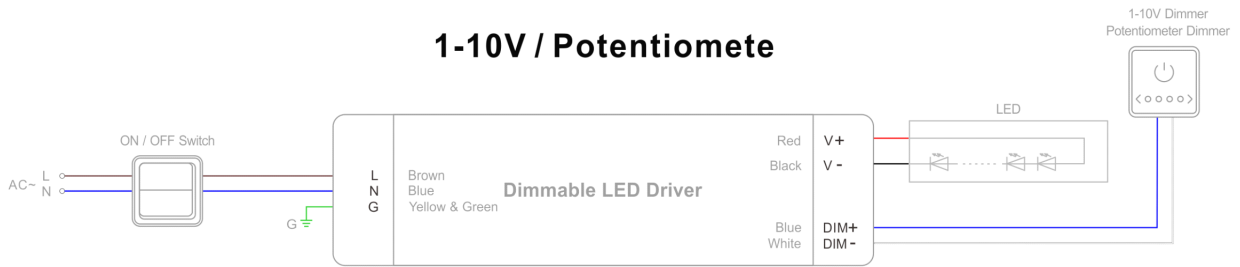 1-10V / Potentiomete
1-10V Dimmer
Potentiometer Dimmer
ON / OFF Switch
LED
AC~ L
N
G
L Brown
N Blue
G Yellow & Green
Dimmable LED Driver
Red V+
Black V -
Blue DIM+
White DIM -